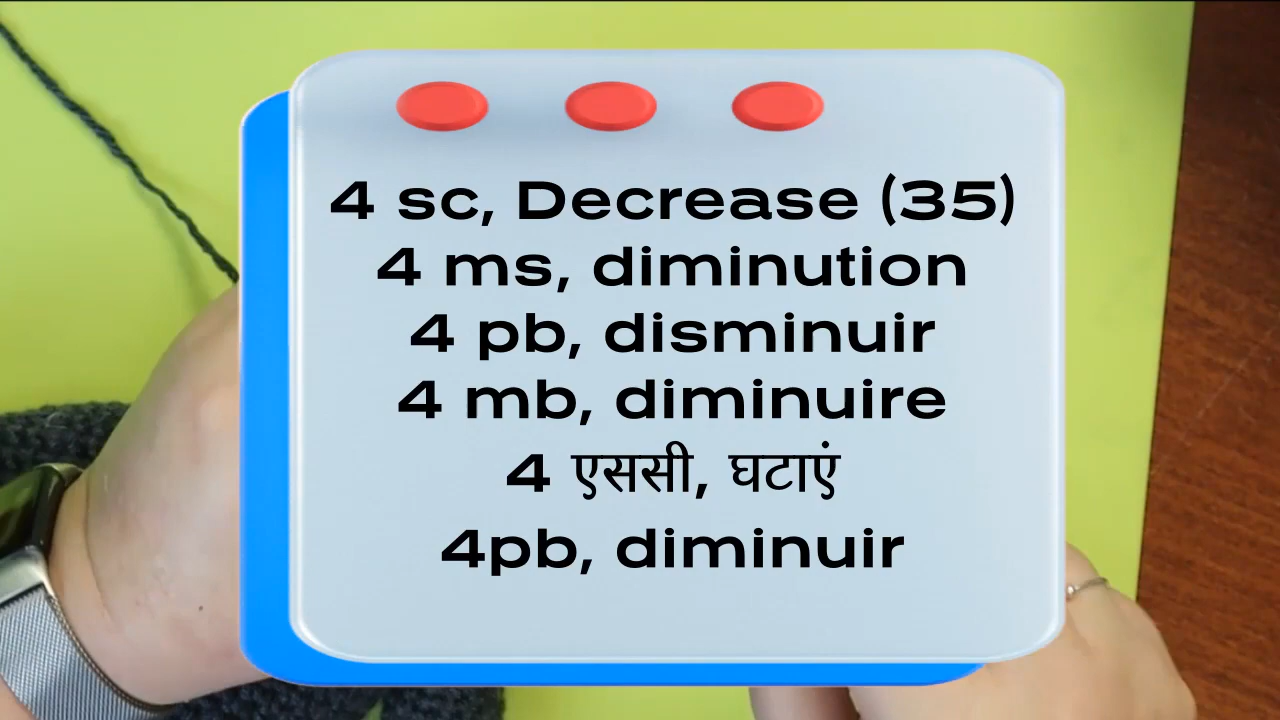 4 sc, Decrease (35)
4 ms, diminution
4 pb, disminuir
4 mb, diminuire
4 एससी, घटाएं
4pb, diminuir